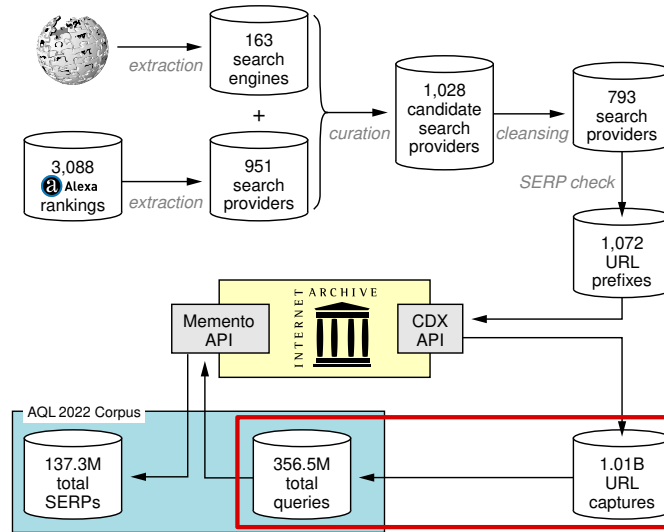 163
search
engines
extraction
+
3,088
a Alexa
rankings
extraction
951
search
providers
curation
1,028
candidate
search
providers
cleansing
793
search
providers
SERP check
1,072
URL
prefixes
INTERNET
ARCHIVE
Memento
API
CDX
API
AQL 2022 Corpus
137.3M
total
SERPs
356.5M
total
queries
1.01B
URL
captures